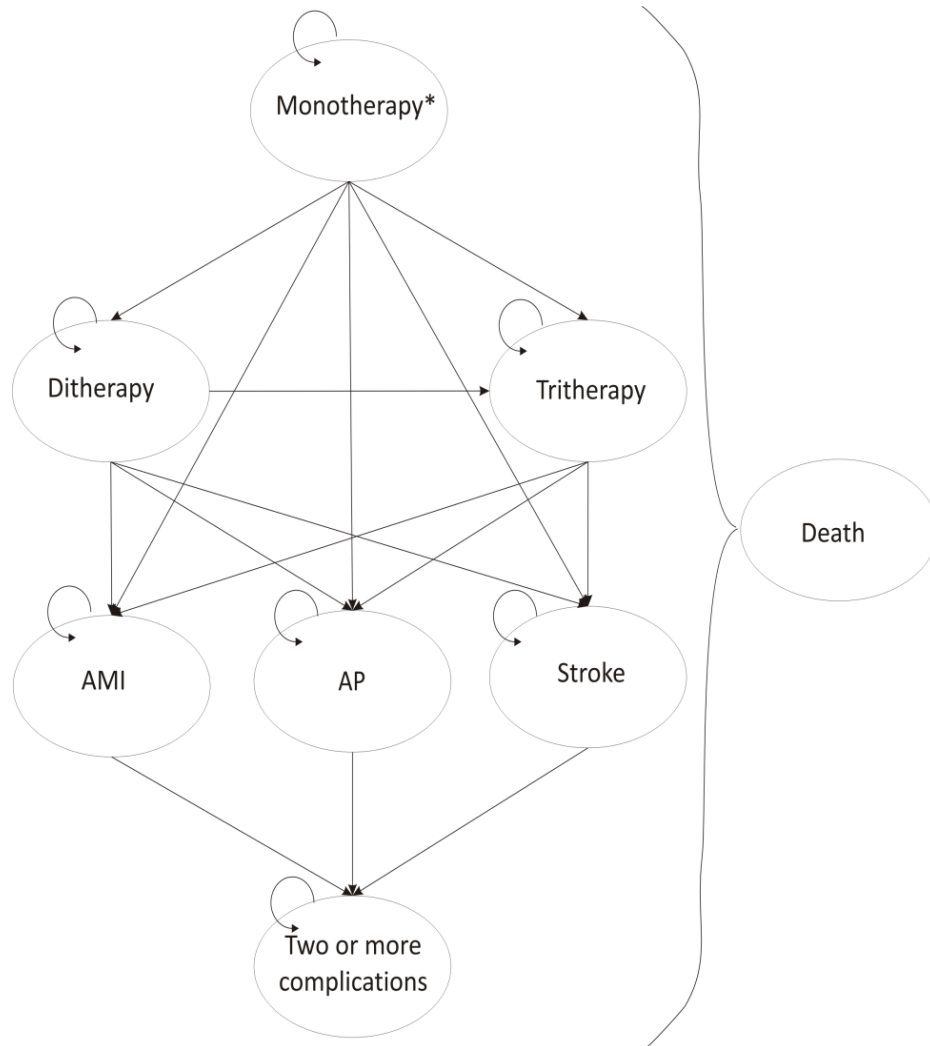 Monotherapy*
Ditherapy
Tritherapy
Death
AMI
AP
Stroke
Two or more
complications